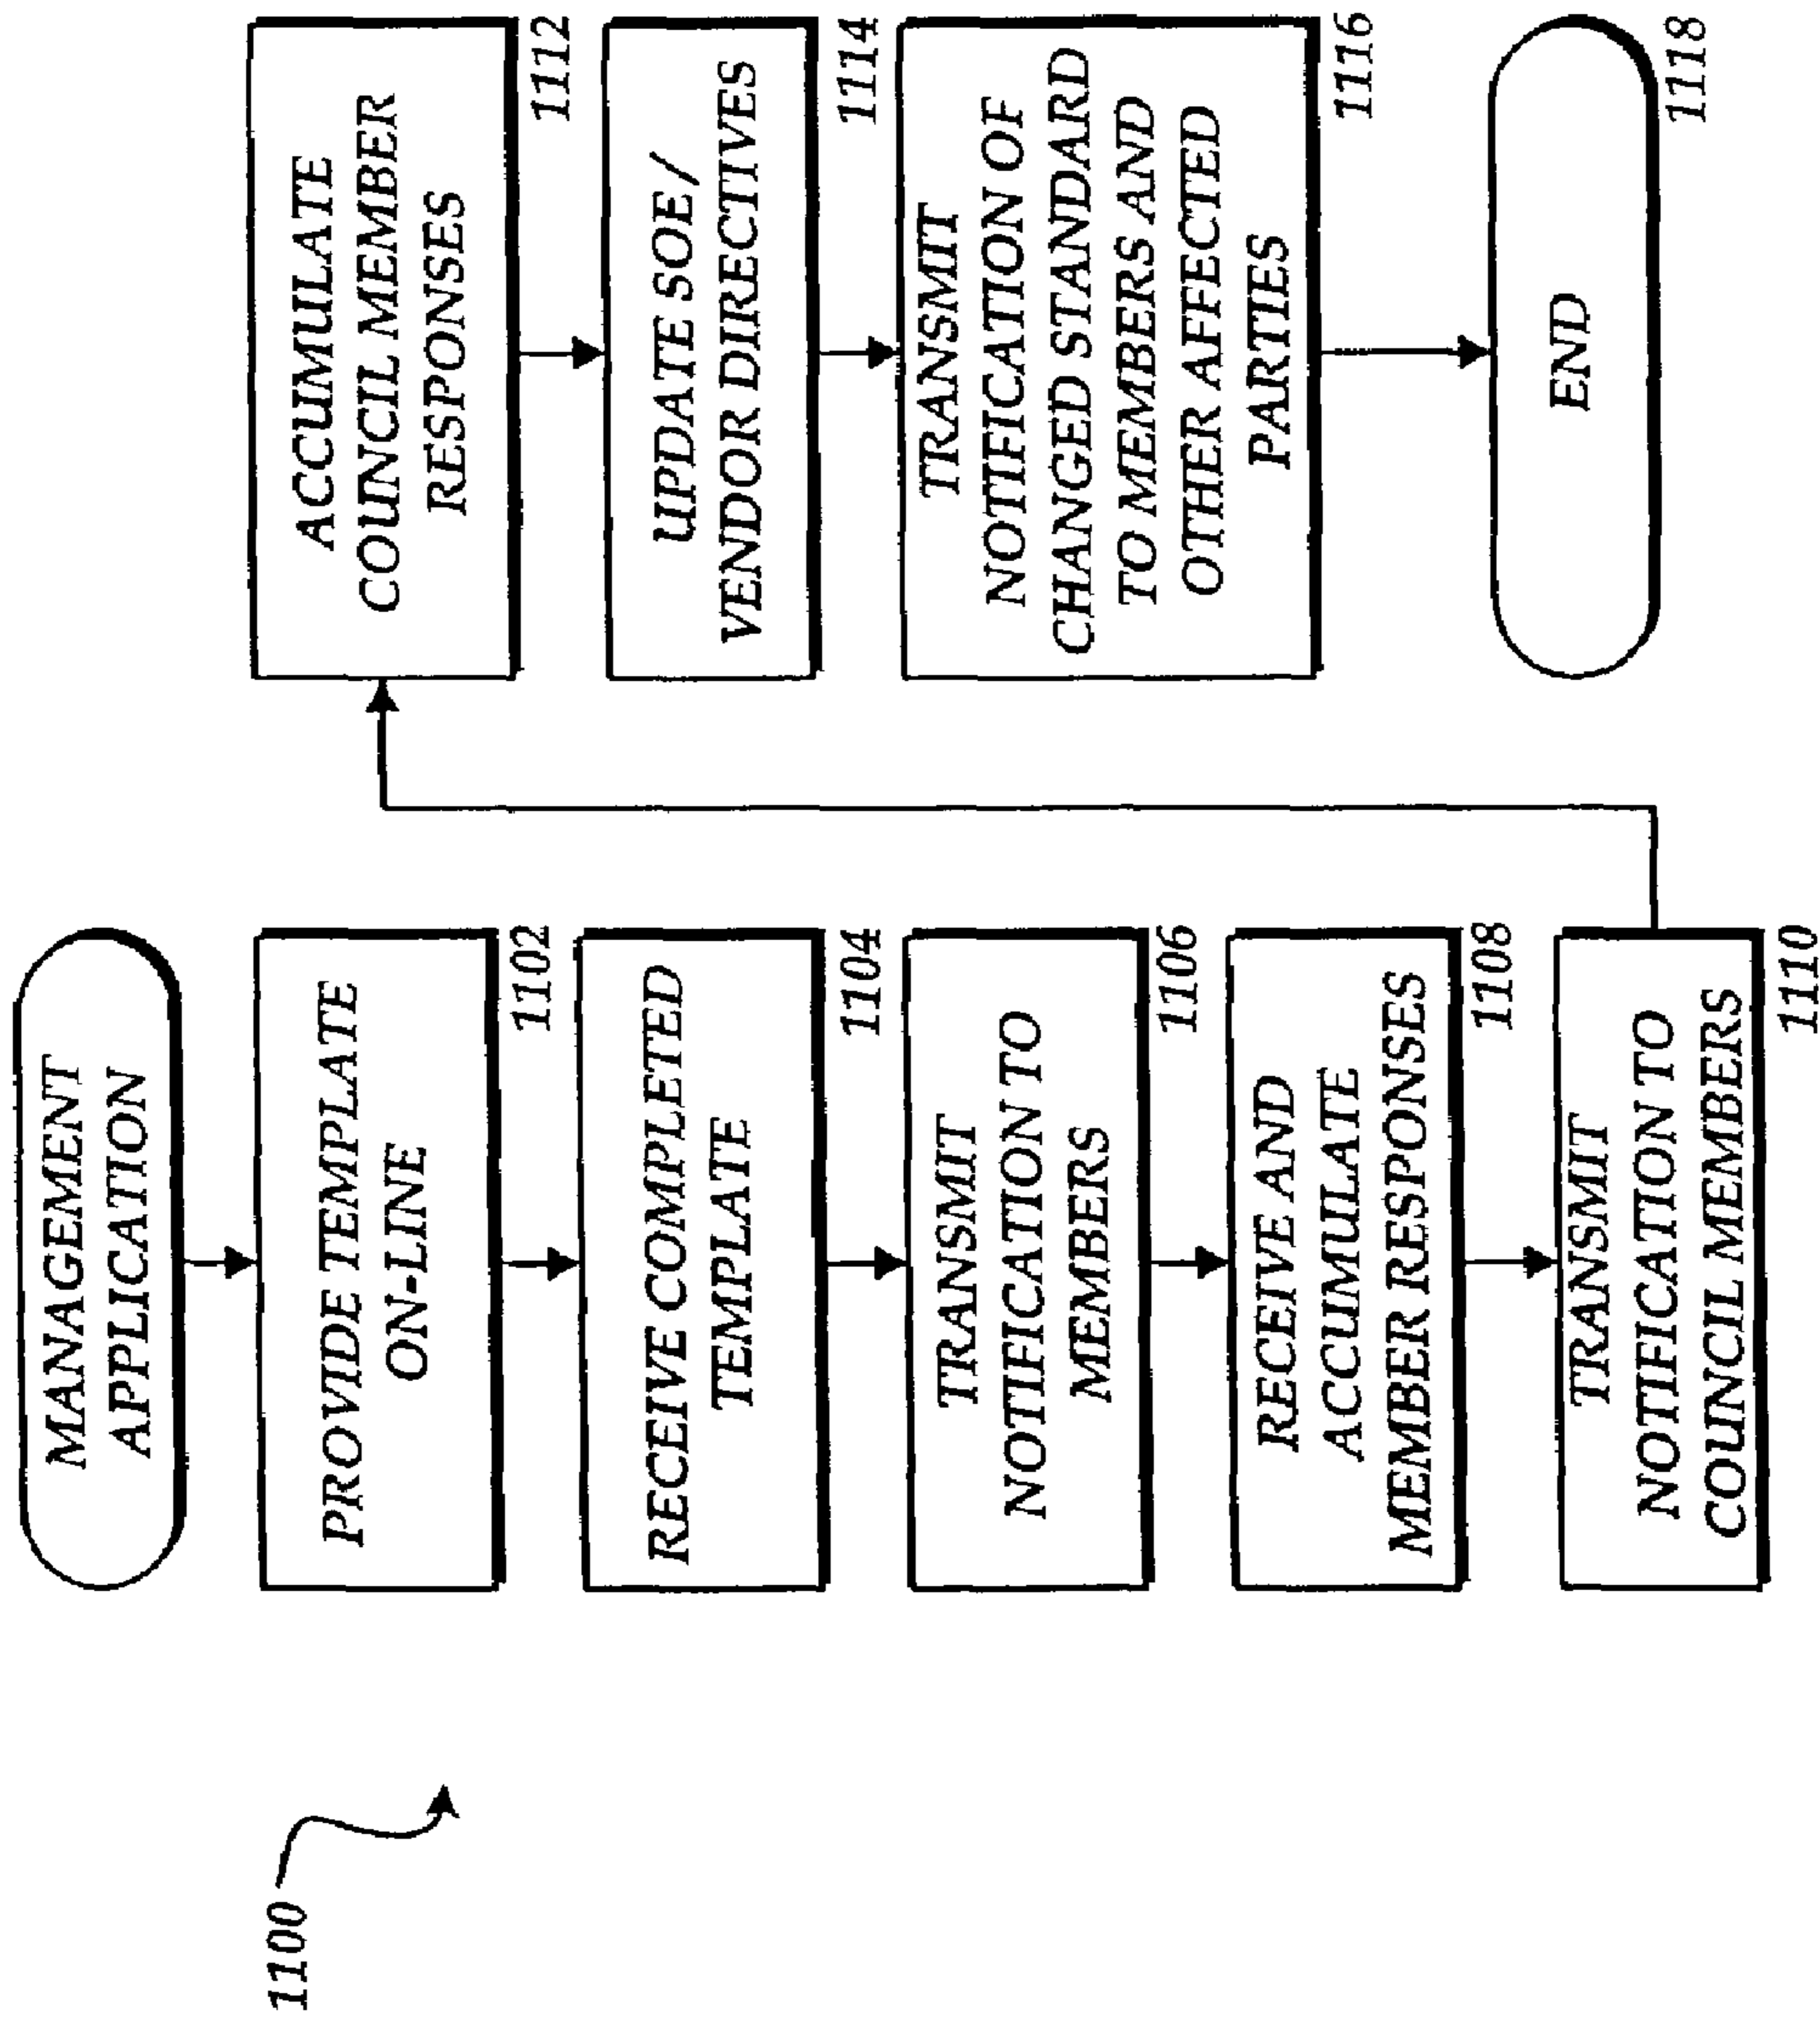 1100
MANAGEMENT
APPLICATION
PROVIDE TEMPLATE
ON-LINE
1102
RECEIVE COMPLETED
TEMPLATE
1104
TRANSMIT
NOTIFICATION TO
MEMBERS
1106
RECEIVE AND
ACCUMULATE
MEMBER RESPONSES
1108
TRANSMIT
NOTIFICATION TO
COUNCIL MEMBERS
1110
ACCUMULATE
COUNCIL MEMBER
RESPONSES
1112
UPDATE SOE /
VENDOR DIRECTIVES
1114
TRANSMIT
NOTIFICATION OF
CHANGED STANDARD
TO MEMBERS AND
OTHER AFFECTED
PARTIES
1116
END
1118